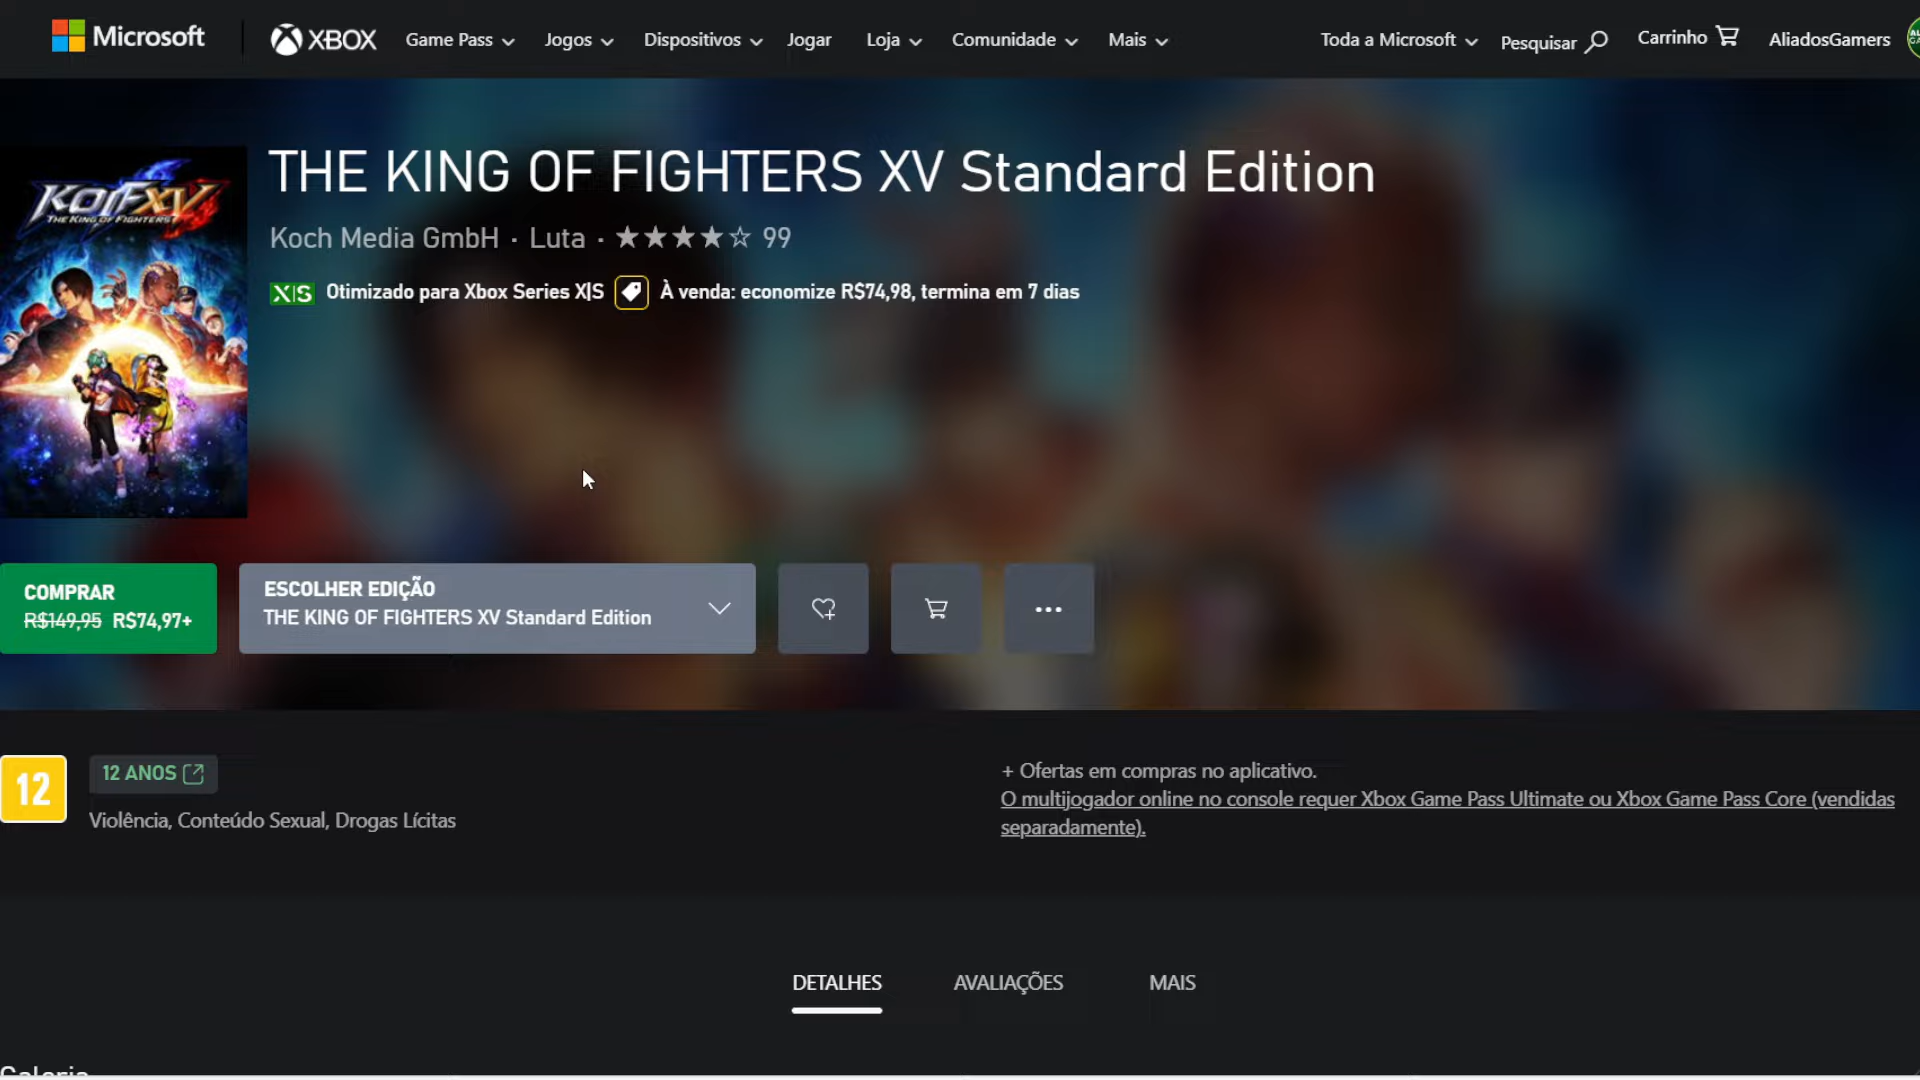 Microsoft
XBOX
Game Pass
Jogos
Dispositivos
Jogar
Loja
Comunidade
Mais
Toda a Microsoft
Pesquisar
Carrinho
AliadosGamers
KOFXV
THE KING OF FIGHTERS
THE KING OF FIGHTERS XV Standard Edition
Koch Media GmbH · Luta · ★★★★☆ 99
X|S Otimizado para Xbox Series X|S À venda: economize R$74,98, termina em 7 dias
COMPRAR
R$149,95 R$74,97+
ESCOLHER EDIÇÃO
THE KING OF FIGHTERS XV Standard Edition
12
12 ANOS
Violência, Conteúdo Sexual, Drogas Lícitas
+ Ofertas em compras no aplicativo.
O multijogador online no console requer Xbox Game Pass Ultimate ou Xbox Game Pass Core (vendidas
separadamente).
DETALHES
AVALIAÇÕES
MAIS
Galeria